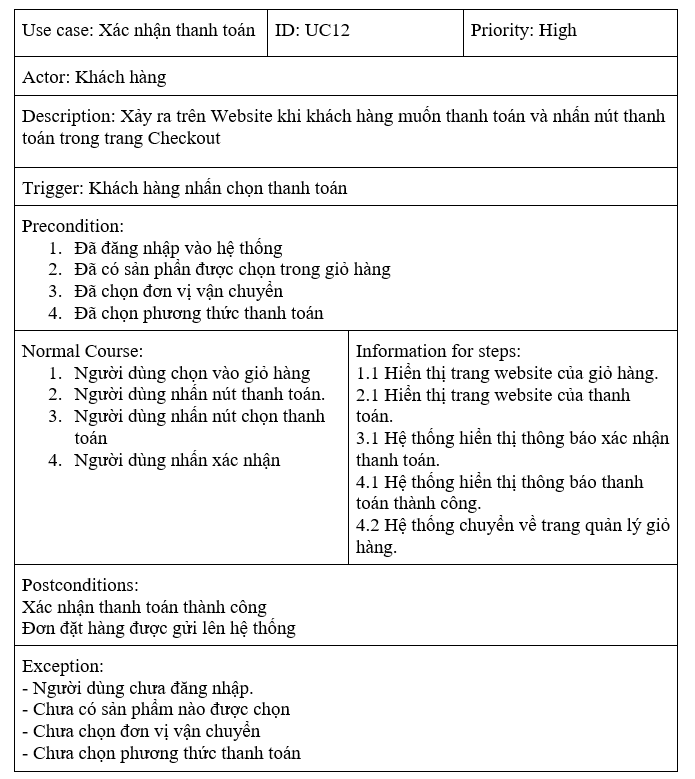 Use case: Xác nhận thanh toán
ID: UC12
Priority: High
Actor: Khách hàng
Description: Xảy ra trên Website khi khách hàng muốn thanh toán và nhấn nút thanh
toán trong trang Checkout
Trigger: Khách hàng nhấn chọn thanh toán
Precondition:
1. Đã đăng nhập vào hệ thống
2. Đã có sản phẩn được chọn trong giỏ hàng
3. Đã chọn đơn vị vận chuyển
4. Đã chọn phương thức thanh toán
Normal Course:
1. Người dùng chọn vào giỏ hàng
2. Người dùng nhấn nút thanh toán.
3. Người dùng nhấn nút chọn thanh
toán
4. Người dùng nhấn xác nhận
Information for steps:
1.1 Hiển thị trang website của giỏ hàng.
2.1 Hiển thị trang website của thanh
toán.
3.1 Hệ thống hiển thị thông báo xác nhận
thanh toán.
4.1 Hệ thống hiển thị thông báo thanh
toán thành công.
4.2 Hệ thống chuyển về trang quản lý giỏ
hàng.
Postconditions:
Xác nhận thanh toán thành công
Đơn đặt hàng được gửi lên hệ thống
Exception:
- Người dùng chưa đăng nhập.
- Chưa có sản phẩm nào được chọn
- Chưa chọn đơn vị vận chuyển
- Chưa chọn phương thức thanh toán